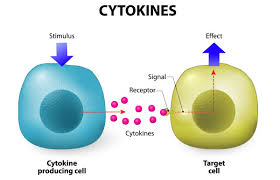 CYTOKINES
Stimulus
Effect
Signal
Receptor
Cytokines
Cytokine
producing cell
Target
cell